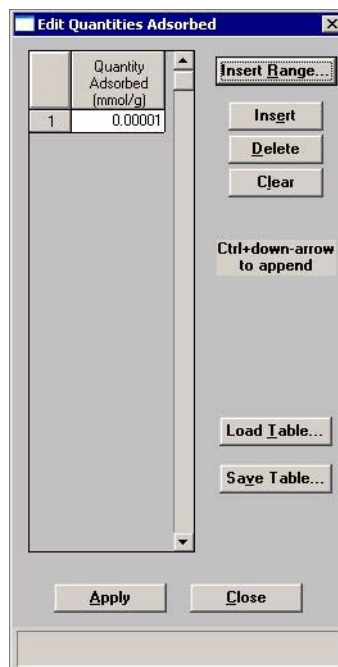 Edit Quantities Adsorbed
Quantity
Adsorbed
(mmol/g)
1 0.00001
Insert Range...
Insert
Delete
Clear
Ctrl+down-arrow
to append
Load Table...
Save Table...
Apply
Close